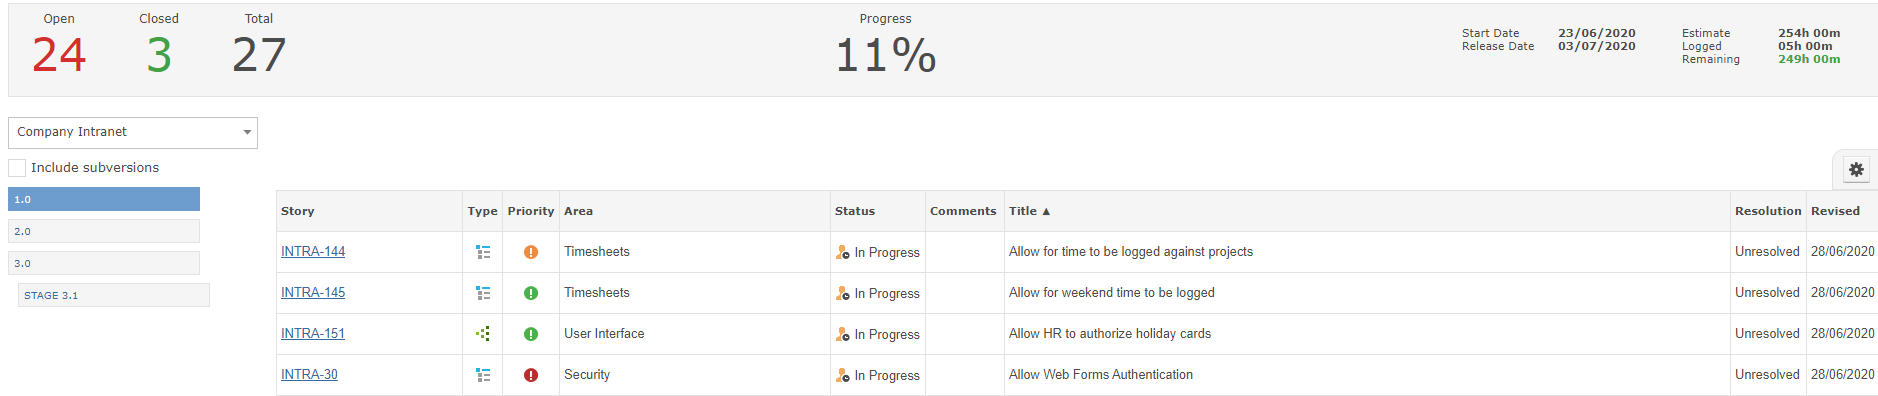 Open Closed Total Progress
24 3 27 11%
Start Date 23/06/2020 Estimate 254h 00m
Release Date 03/07/2020 Logged 05h 00m
Remaining 249h 00m
Company Intranet
Include subversions
1.0
2.0
3.0
STAGE 3.1
Story Type Priority Area Status Comments Title ▲ Resolution Revised
INTRA-144 Timesheets In Progress Allow for time to be logged against projects Unresolved 28/06/2020
INTRA-145 Timesheets In Progress Allow for weekend time to be logged Unresolved 28/06/2020
INTRA-151 User Interface In Progress Allow HR to authorize holiday cards Unresolved 28/06/2020
INTRA-30 Security In Progress Allow Web Forms Authentication Unresolved 28/06/2020